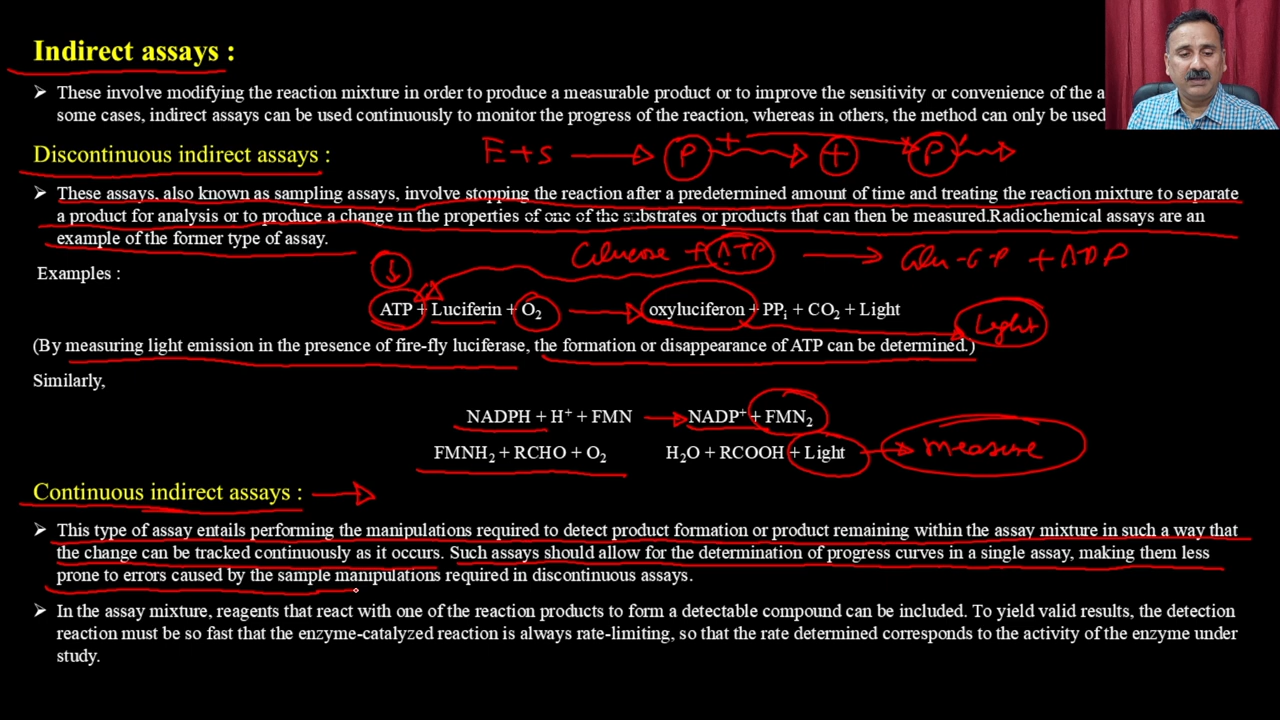 Indirect assays :
➢ These involve modifying the reaction mixture in order to produce a measurable product or to improve the sensitivity or convenience of the a
some cases, indirect assays can be used continuously to monitor the progress of the reaction, whereas in others, the method can only be used
Discontinuous indirect assays :
E+S P + + P
➢ These assays, also known as sampling assays, involve stopping the reaction after a predetermined amount of time and treating the reaction mixture to separate
a product for analysis or to produce a change in the properties of one of the substrates or products that can then be measured.Radiochemical assays are an
example of the former type of assay.
Glucose + ATP → Glu-6P + ADP
Examples :
ATP + Luciferin + O₂ → oxyluciferon + PPᵢ + CO₂ + Light
Light
(By measuring light emission in the presence of fire-fly luciferase, the formation or disappearance of ATP can be determined.)
Similarly,
NADPH + H⁺ + FMN → NADP⁺ + FMN₂
FMNH₂ + RCHO + O₂ H₂O + RCOOH + Light → measure
Continuous indirect assays :
➢ This type of assay entails performing the manipulations required to detect product formation or product remaining within the assay mixture in such a way that
the change can be tracked continuously as it occurs. Such assays should allow for the determination of progress curves in a single assay, making them less
prone to errors caused by the sample manipulations required in discontinuous assays.
➢ In the assay mixture, reagents that react with one of the reaction products to form a detectable compound can be included. To yield valid results, the detection
reaction must be so fast that the enzyme-catalyzed reaction is always rate-limiting, so that the rate determined corresponds to the activity of the enzyme under
study.